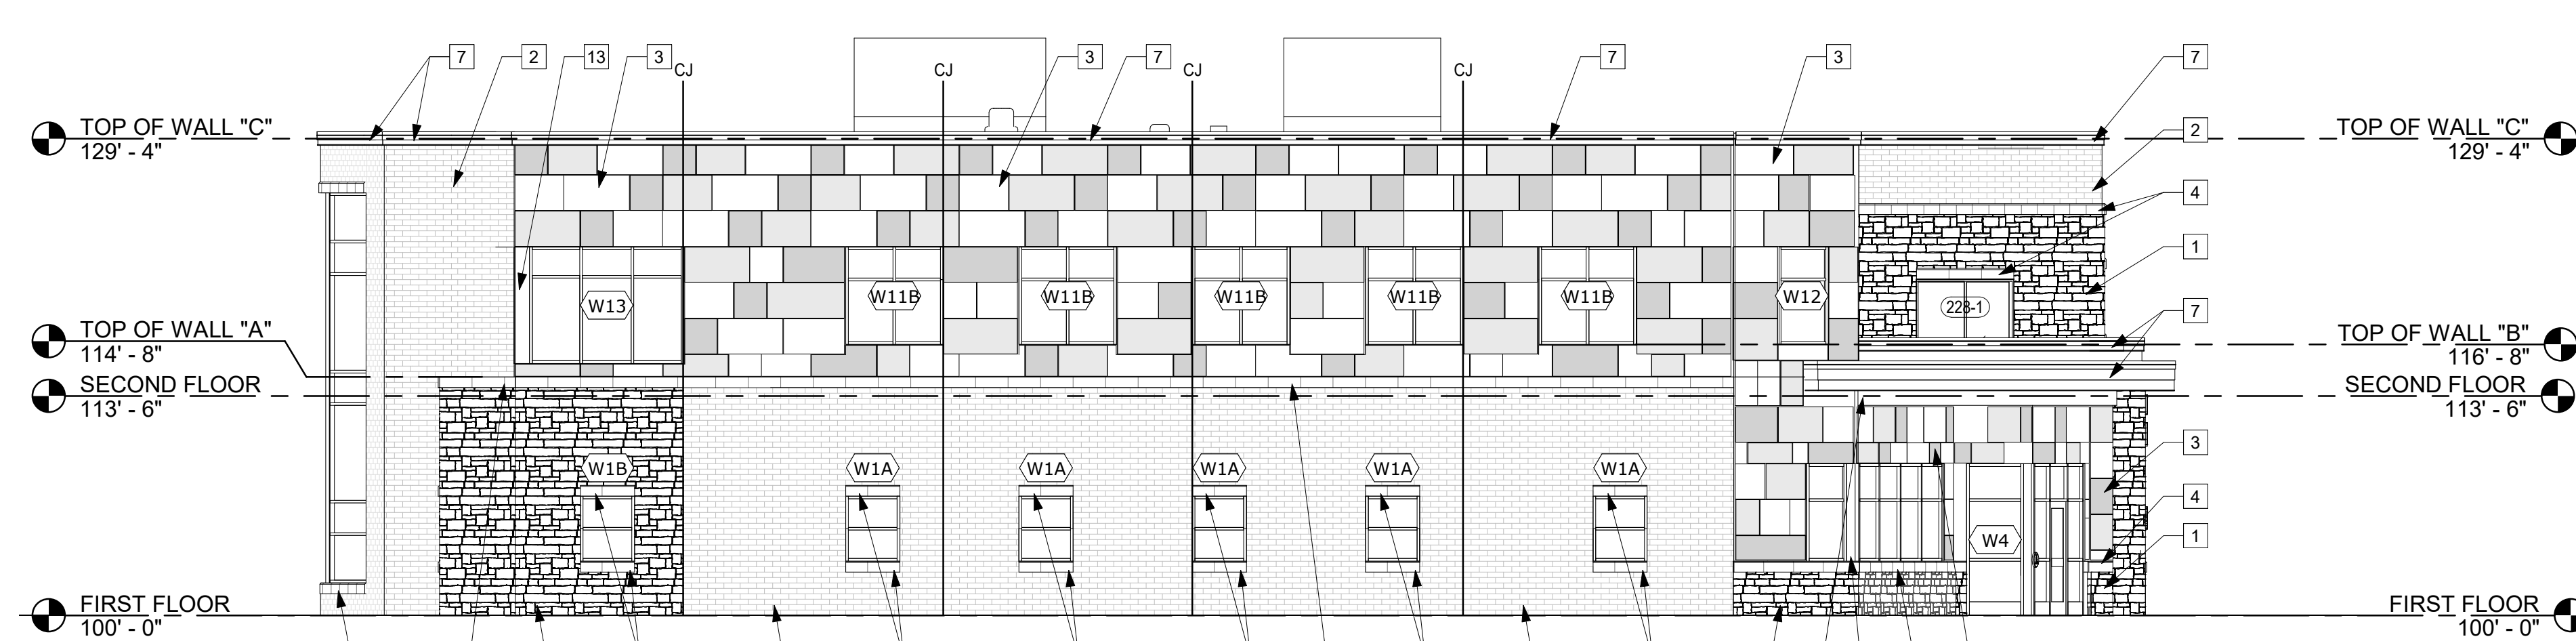 7 2 13 3 3 7 7 3 7
CJ CJ CJ CJ
TOP OF WALL "C"
129' - 4"
TOP OF WALL "C"
129' - 4"
2
4
1
W13 W11B W11B W11B W11B W11B W12 228-1
7
TOP OF WALL "A"
114' - 8"
TOP OF WALL "B"
116' - 8"
SECOND FLOOR
113' - 6"
SECOND FLOOR
113' - 6"
3
W1B W1A W1A W1A W1A W1A
4
W4 1
FIRST FLOOR
100' - 0"
FIRST FLOOR
100' - 0"